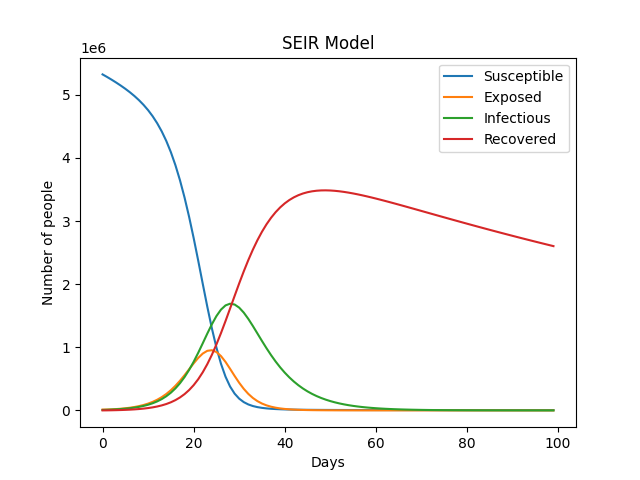 SEIR Model
1e6
Susceptible
Exposed
Infectious
Recovered
Number of people
5
4
3
2
1
0
0 20 40 60 80 100
Days